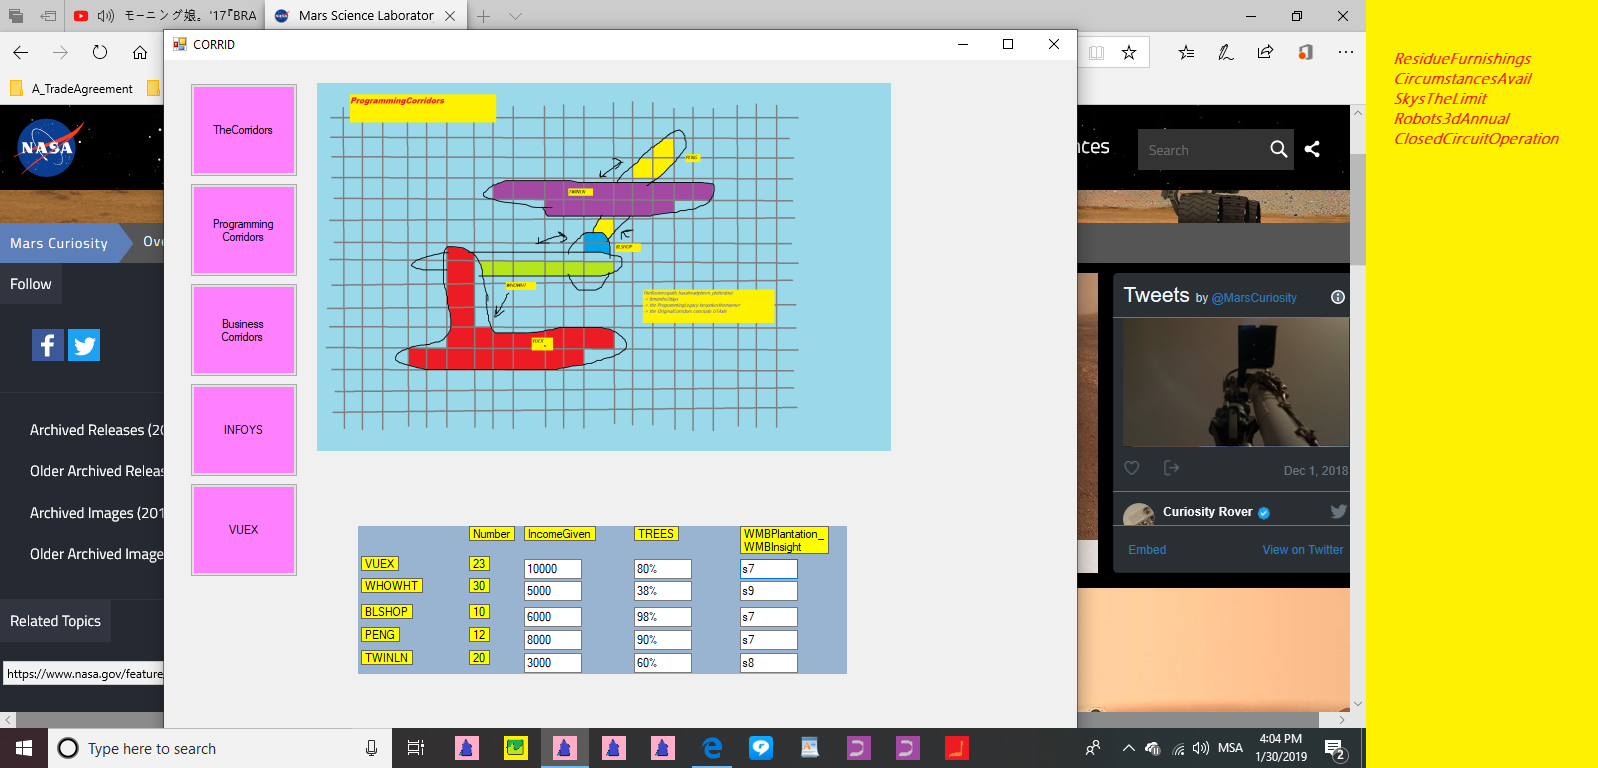 モーニング娘。'17『BRA
Mars Science Laborator
CORRID
A_TradeAgreement
NASA
Mars Curiosity
Ove
Follow
Archived Releases (20
Older Archived Releas
Archived Images (201
Older Archived Image
Related Topics
https://www.nasa.gov/feature
TheCorridors
Programming
Corridors
Business
Corridors
INFOYS
VUEX
ProgrammingCorridors
PENG
TWINLN
BLSHOP
WHOWHT
VUEX
Number
IncomeGiven
TREES
WMBPlantation_
WMBInsight
VUEX 23 10000 80% s7
WHOWHT 30 5000 38% s9
BLSHOP 10 6000 98% s7
PENG 12 8000 90% s7
TWINLN 20 3000 60% s8
nces
Search
Tweets by @MarsCuriosity
Dec 1, 2018
Curiosity Rover
Embed
View on Twitter
ResidueFurnishings
CircumstancesAvail
SkysTheLimit
Robots3dAnnual
ClosedCircuitOperation
Type here to search
MSA
4:04 PM
1/30/2019
2